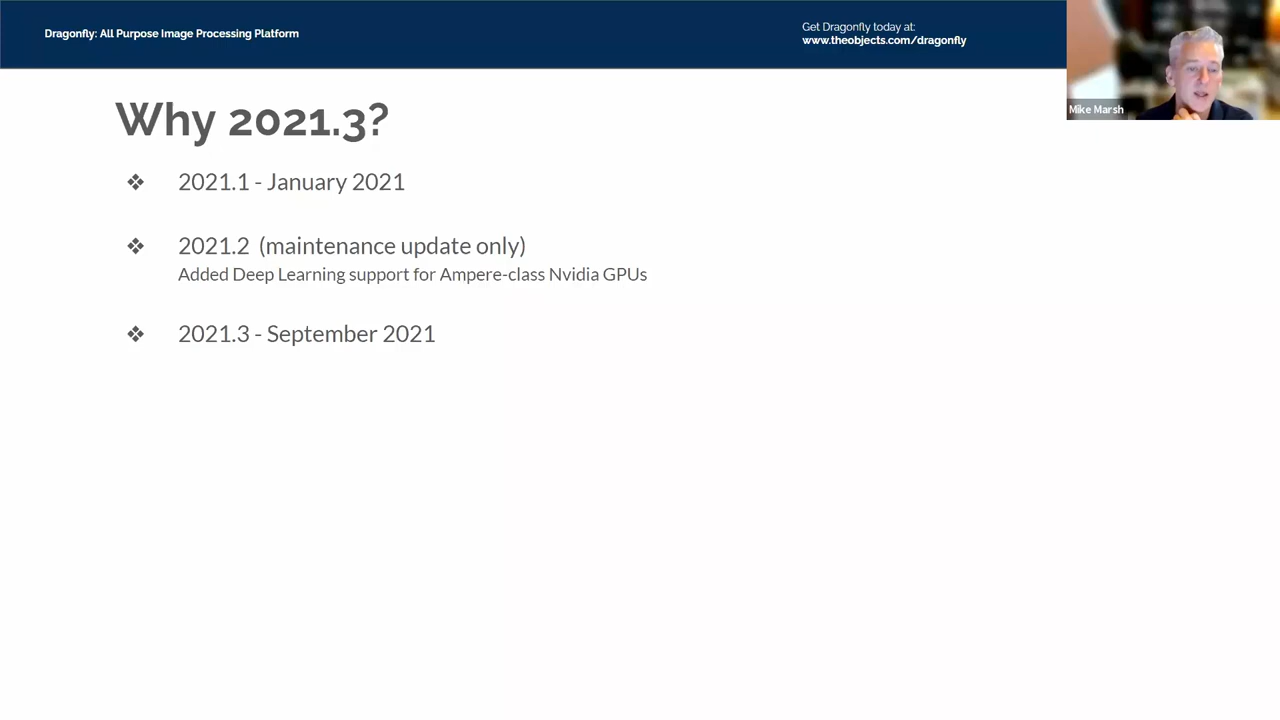 Dragonfly: All Purpose Image Processing Platform
Get Dragonfly today at:
www.theobjects.com/dragonfly
Mike Marsh
Why 2021.3?
❖ 2021.1 - January 2021
❖ 2021.2 (maintenance update only)
Added Deep Learning support for Ampere-class Nvidia GPUs
❖ 2021.3 - September 2021